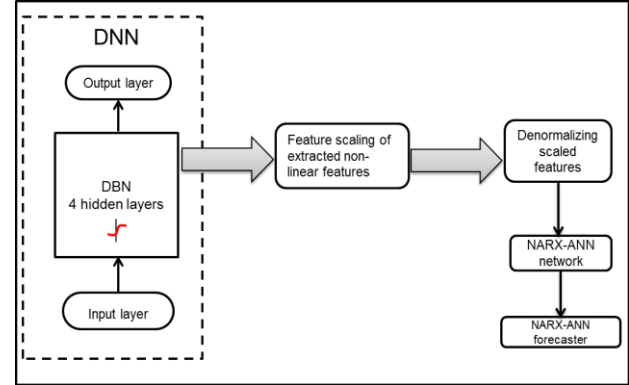 DNN
Output layer
DBN
4 hidden layers
Input layer
Feature scaling of
extracted non-
linear features
Denormalizing
scaled
features
NARX-ANN
network
NARX-ANN
forecaster